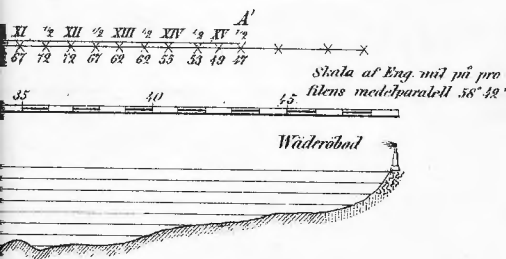 A'
XI ½ XII ½ XIII ½ XIV ½ XV ½
67 72 72 67 62 62 55 53 49 47
Skala af Eng. mil på pro
filens medelparalell 58° 42'
35 40 45
Wäderöbod